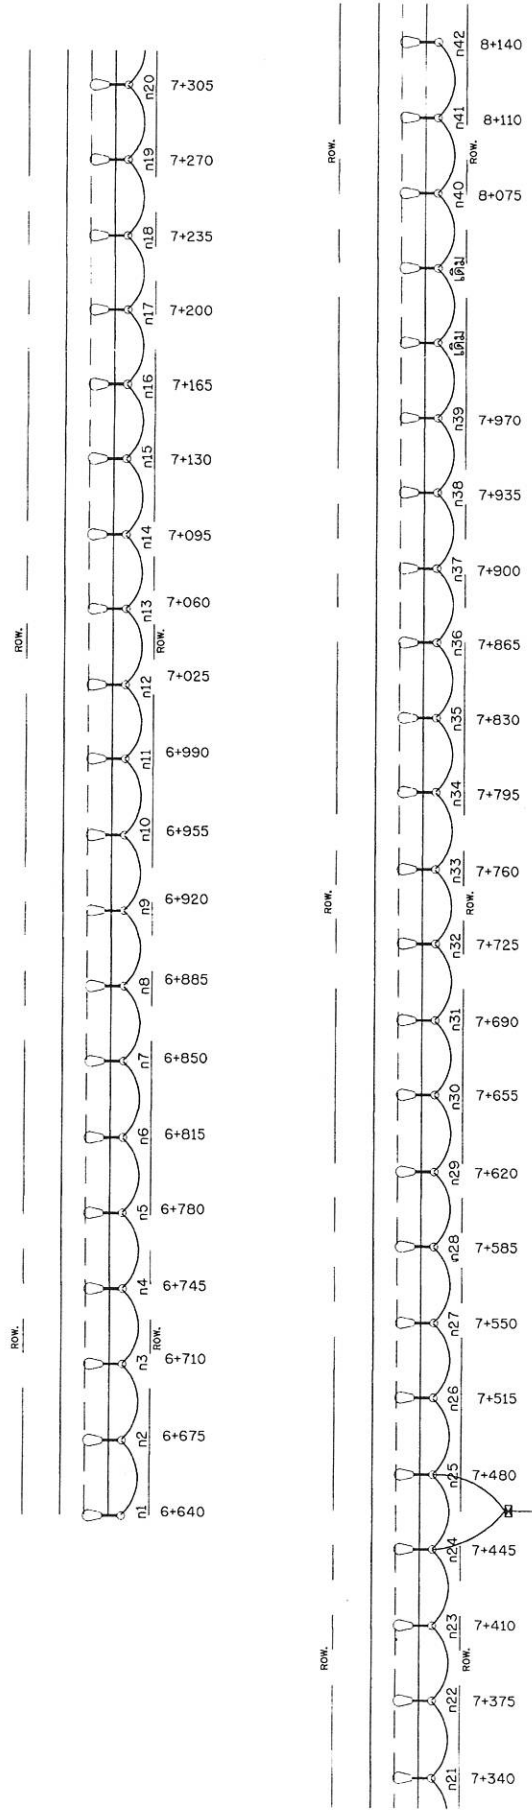 n20 7+305
n19 7+270
n18 7+235
n17 7+200
n16 7+165
n15 7+130
n14 7+095
n13 7+060
ROW. ROW.
n12 7+025
n11 6+990
n10 6+955
n9 6+920
n8 6+885
n7 6+850
n6 6+815
n5 6+780
n4 6+745
ROW. ROW.
n3 6+710
n2 6+675
n1 6+640
n42 8+140
n41 8+110
ROW. ROW.
n40 8+075
เดิม
เดิม
n39 7+970
n38 7+935
n37 7+900
n36 7+865
n35 7+830
n34 7+795
n33 7+760
ROW. ROW.
n32 7+725
n31 7+690
n30 7+655
n29 7+620
n28 7+585
n27 7+550
n26 7+515
n25 7+480
n24 7+445
n23 7+410
ROW. ROW.
n22 7+375
n21 7+340